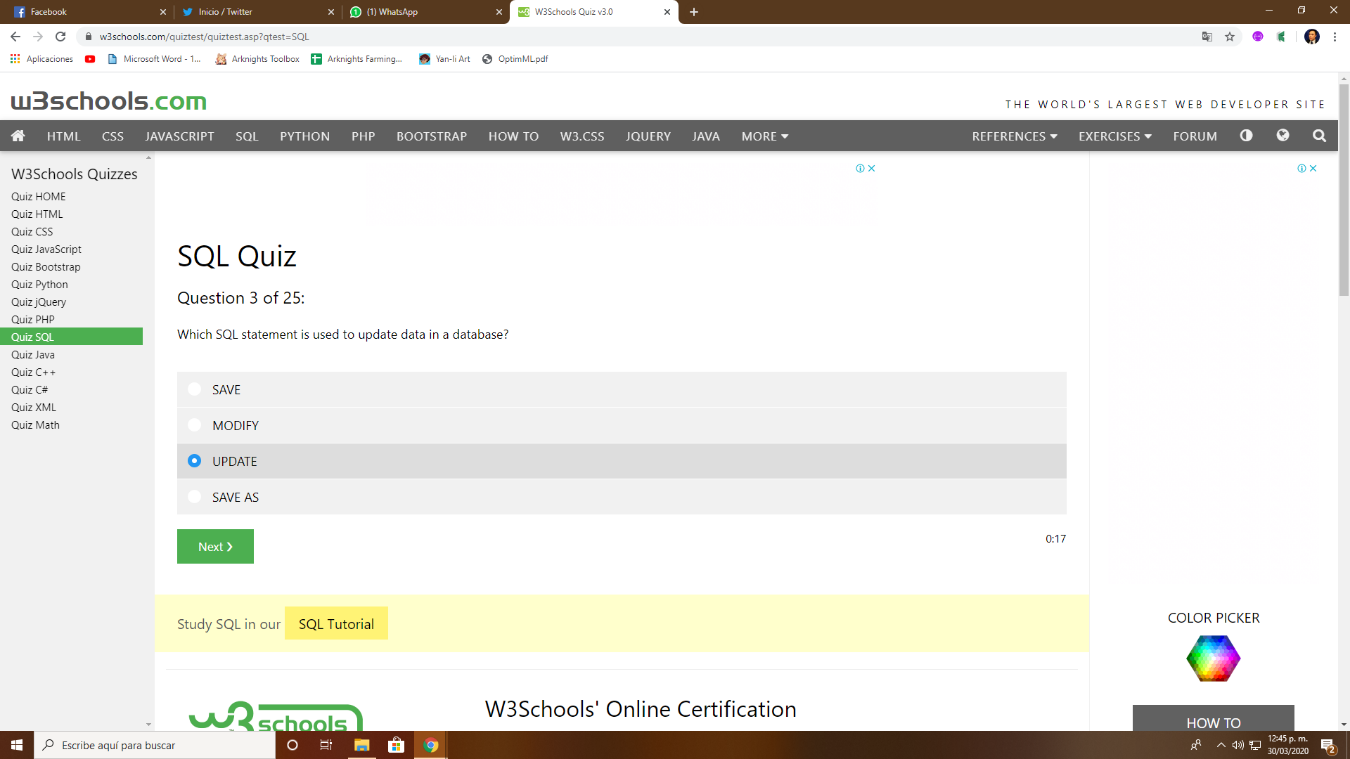 Facebook
Inicio / Twitter
(1) WhatsApp
W3Schools Quiz v3.0
w3schools.com/quiztest/quiztest.asp?qtest=SQL
Aplicaciones
Microsoft Word - 1...
Arknights Toolbox
Arknights Farming...
Yan-li Art
OptimML.pdf
w3schools.com
THE WORLD'S LARGEST WEB DEVELOPER SITE
HTML CSS JAVASCRIPT SQL PYTHON PHP BOOTSTRAP HOW TO W3.CSS JQUERY JAVA MORE REFERENCES EXERCISES FORUM
W3Schools Quizzes
Quiz HOME
Quiz HTML
Quiz CSS
Quiz JavaScript
Quiz Bootstrap
Quiz Python
Quiz jQuery
Quiz PHP
Quiz SQL
Quiz Java
Quiz C++
Quiz C#
Quiz XML
Quiz Math
SQL Quiz
Question 3 of 25:
Which SQL statement is used to update data in a database?
SAVE
MODIFY
UPDATE
SAVE AS
Next ❯
0:17
Study SQL in our SQL Tutorial
w3schools
W3Schools' Online Certification
COLOR PICKER
HOW TO
Escribe aquí para buscar
12:45 p. m.
30/03/2020
2